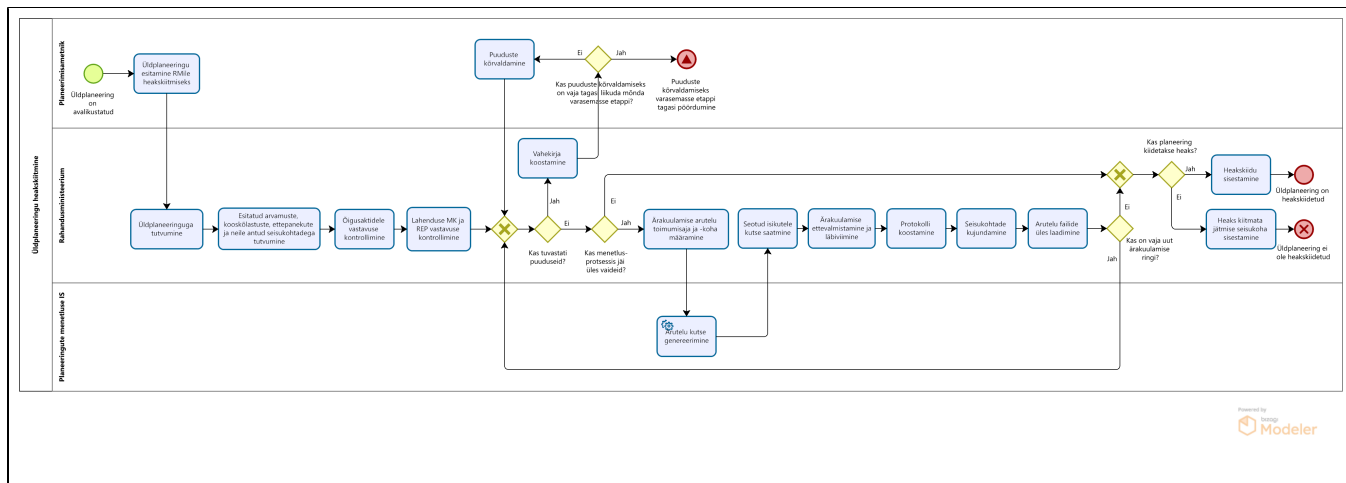 Üldplaneeringu heakskiitmine
Planeerimisametnik
Üldplaneering
on
avalikustatud
Üldplaneeringu
esitamine RMile
heakskiitmiseks
Puuduste
kõrvaldamine
Ei
Jah
Kas puuduste kõrvaldamiseks
on vaja tagasi liikuda mõnda
varasemasse etappi?
Puuduste
kõrvaldamiseks
varasemasse etappi
tagasi pöördumine
Rahandusministeerium
Üldplaneeringuga
tutvumine
Esitatud arvamuste,
kooskõlastuste, ettepanekute
ja neile antud seisukohtadega
tutvumine
Õigusaktidele
vastavuse
kontrollimine
Lahenduse MK ja
REP vastavuse
kontrollimine
Vahekirja
koostamine
Jah
Ei
Kas tuvastati
puuduseid?
Ei
Jah
Kas menetlus-
protsessis jäi
üles vaideid?
Ärakuulamise arutelu
toimumisaja ja -koha
määramine
Seotud isikutele
kutse saatmine
Ärakuulamise
ettevalmistamine ja
läbiviimine
Protokolli
koostamine
Seisukohtade
kujundamine
Arutelu failide
üles laadimine
Ei
Kas on vaja uut
ärakuulamise
ringi?
Jah
Kas planeering
kiidetakse heaks?
Jah
Ei
Heakskiidu
sisestamine
Üldplaneering on
heakskiidetud
Heaks kiitmata
jätmise seisukoha
sisestamine
Üldplaneering ei
ole heakskiidetud
Planeeringute menetluse IS
Arutelu kutse
genereerimine
Powered by
bizagi
Modeler